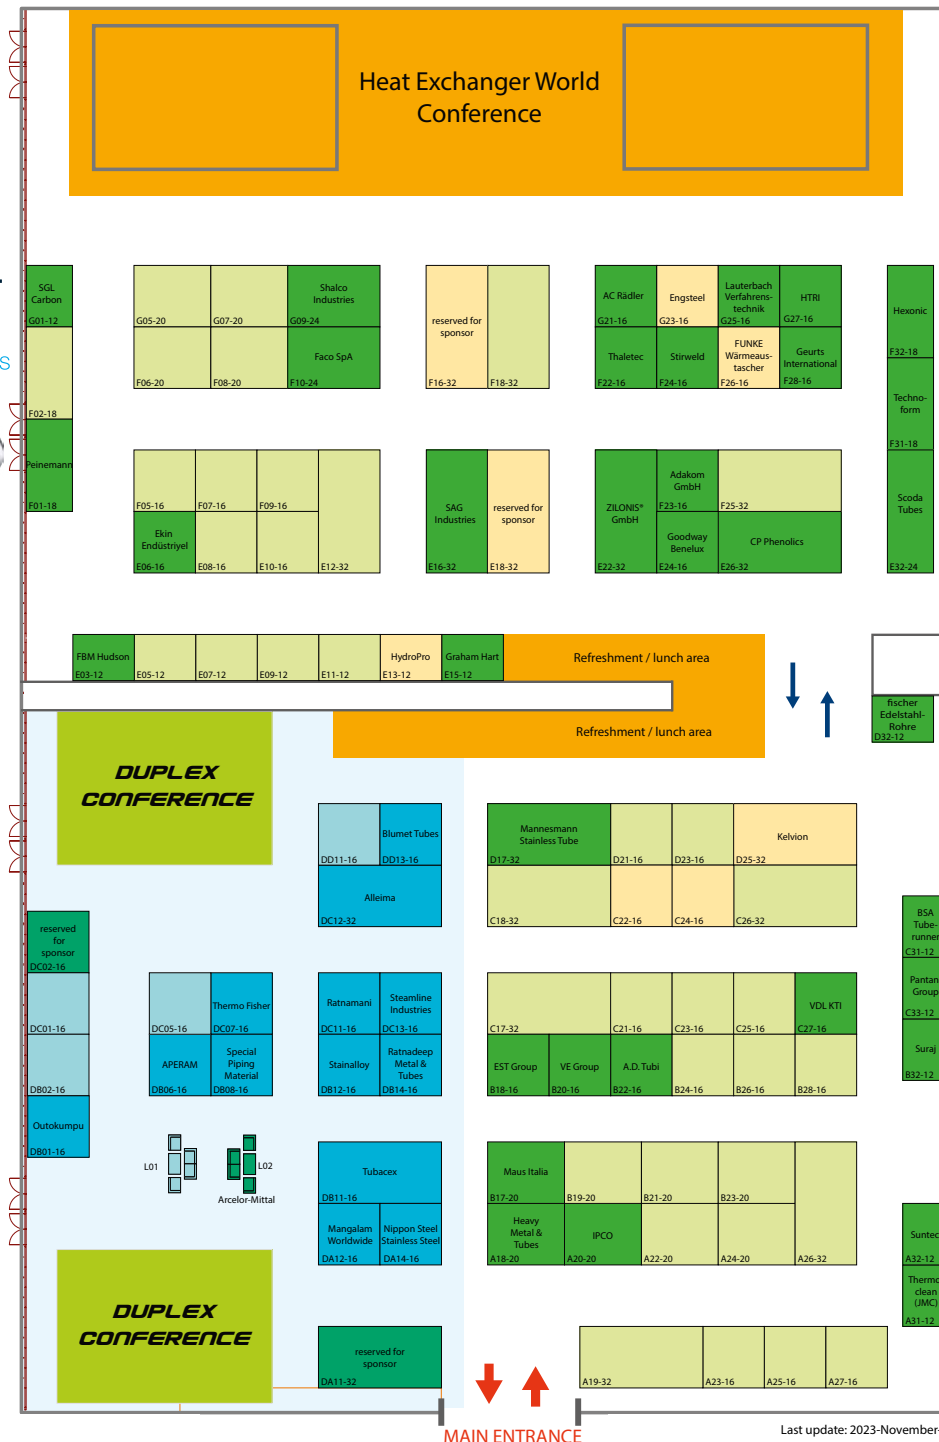 Heat Exchanger World
Conference
SGL
Carbon
G01-12
G05-20
G07-20
Shalco
Industries
G09-24
reserved for
sponsor
F16-32
F18-32
AC Rädler
G21-16
Engsteel
G23-16
Lauterbach
Verfahrens-
technik
G25-16
HTRI
G27-16
Hexonic
F32-18
S
F02-18
F06-20
F08-20
Faco SpA
F10-24
Thaletec
F22-16
Stirweld
F24-16
FUNKE
Wärmeaus-
tascher
F26-16
Geurts
International
F28-16
Techno-
form
F31-18
Peinemann
F01-18
F05-16
F07-16
F09-16
E12-32
Ekin
Endüstriyel
E06-16
E08-16
E10-16
SAG
Industries
E16-32
reserved for
sponsor
E18-32
ZILONIS®
GmbH
E22-32
Adakom
GmbH
F23-16
F25-32
Goodway
Benelux
E24-16
CP Phenolics
E26-32
Scoda
Tubes
E32-24
FBM Hudson
E03-12
E05-12
E07-12
E09-12
E11-12
HydroPro
E13-12
Graham Hart
E15-12
Refreshment / lunch area
Refreshment / lunch area
fischer
Edelstahl-
Rohre
D32-12
DUPLEX
CONFERENCE
DD11-16
Blumet Tubes
DD13-16
Alleima
DC12-32
Mannesmann
Stainless Tube
D17-32
D21-16
D23-16
Kelvion
D25-32
C18-32
C22-16
C24-16
C26-32
reserved
for
sponsor
DC02-16
DC01-16
DB02-16
Outokumpu
DB01-16
DC05-16
Thermo Fisher
DC07-16
APERAM
DB06-16
Special
Piping
Material
DB08-16
Ratnamani
DC11-16
Steamline
Industries
DC13-16
Stainalloy
DB12-16
Ratnadeep
Metal &
Tubes
DB14-16
C17-32
C21-16
C23-16
C25-16
VDL KTI
C27-16
EST Group
B18-16
VE Group
B20-16
A.D. Tubi
B22-16
B24-16
B26-16
B28-16
BSA
Tube-
runner
C31-12
Pantan
Group
C33-12
Suraj
B32-12
L01
L02
Arcelor-Mittal
Tubacex
DB11-16
Mangalam
Worldwide
DA12-16
Nippon Steel
Stainless Steel
DA14-16
Maus Italia
B17-20
B19-20
B21-20
B23-20
Heavy
Metal &
Tubes
A18-20
IPCO
A20-20
A22-20
A24-20
A26-32
Suntec
A32-12
Thermo
clean
(JMC)
A31-12
DUPLEX
CONFERENCE
reserved for
sponsor
DA11-32
A19-32
A23-16
A25-16
A27-16
MAIN ENTRANCE
Last update: 2023-November-